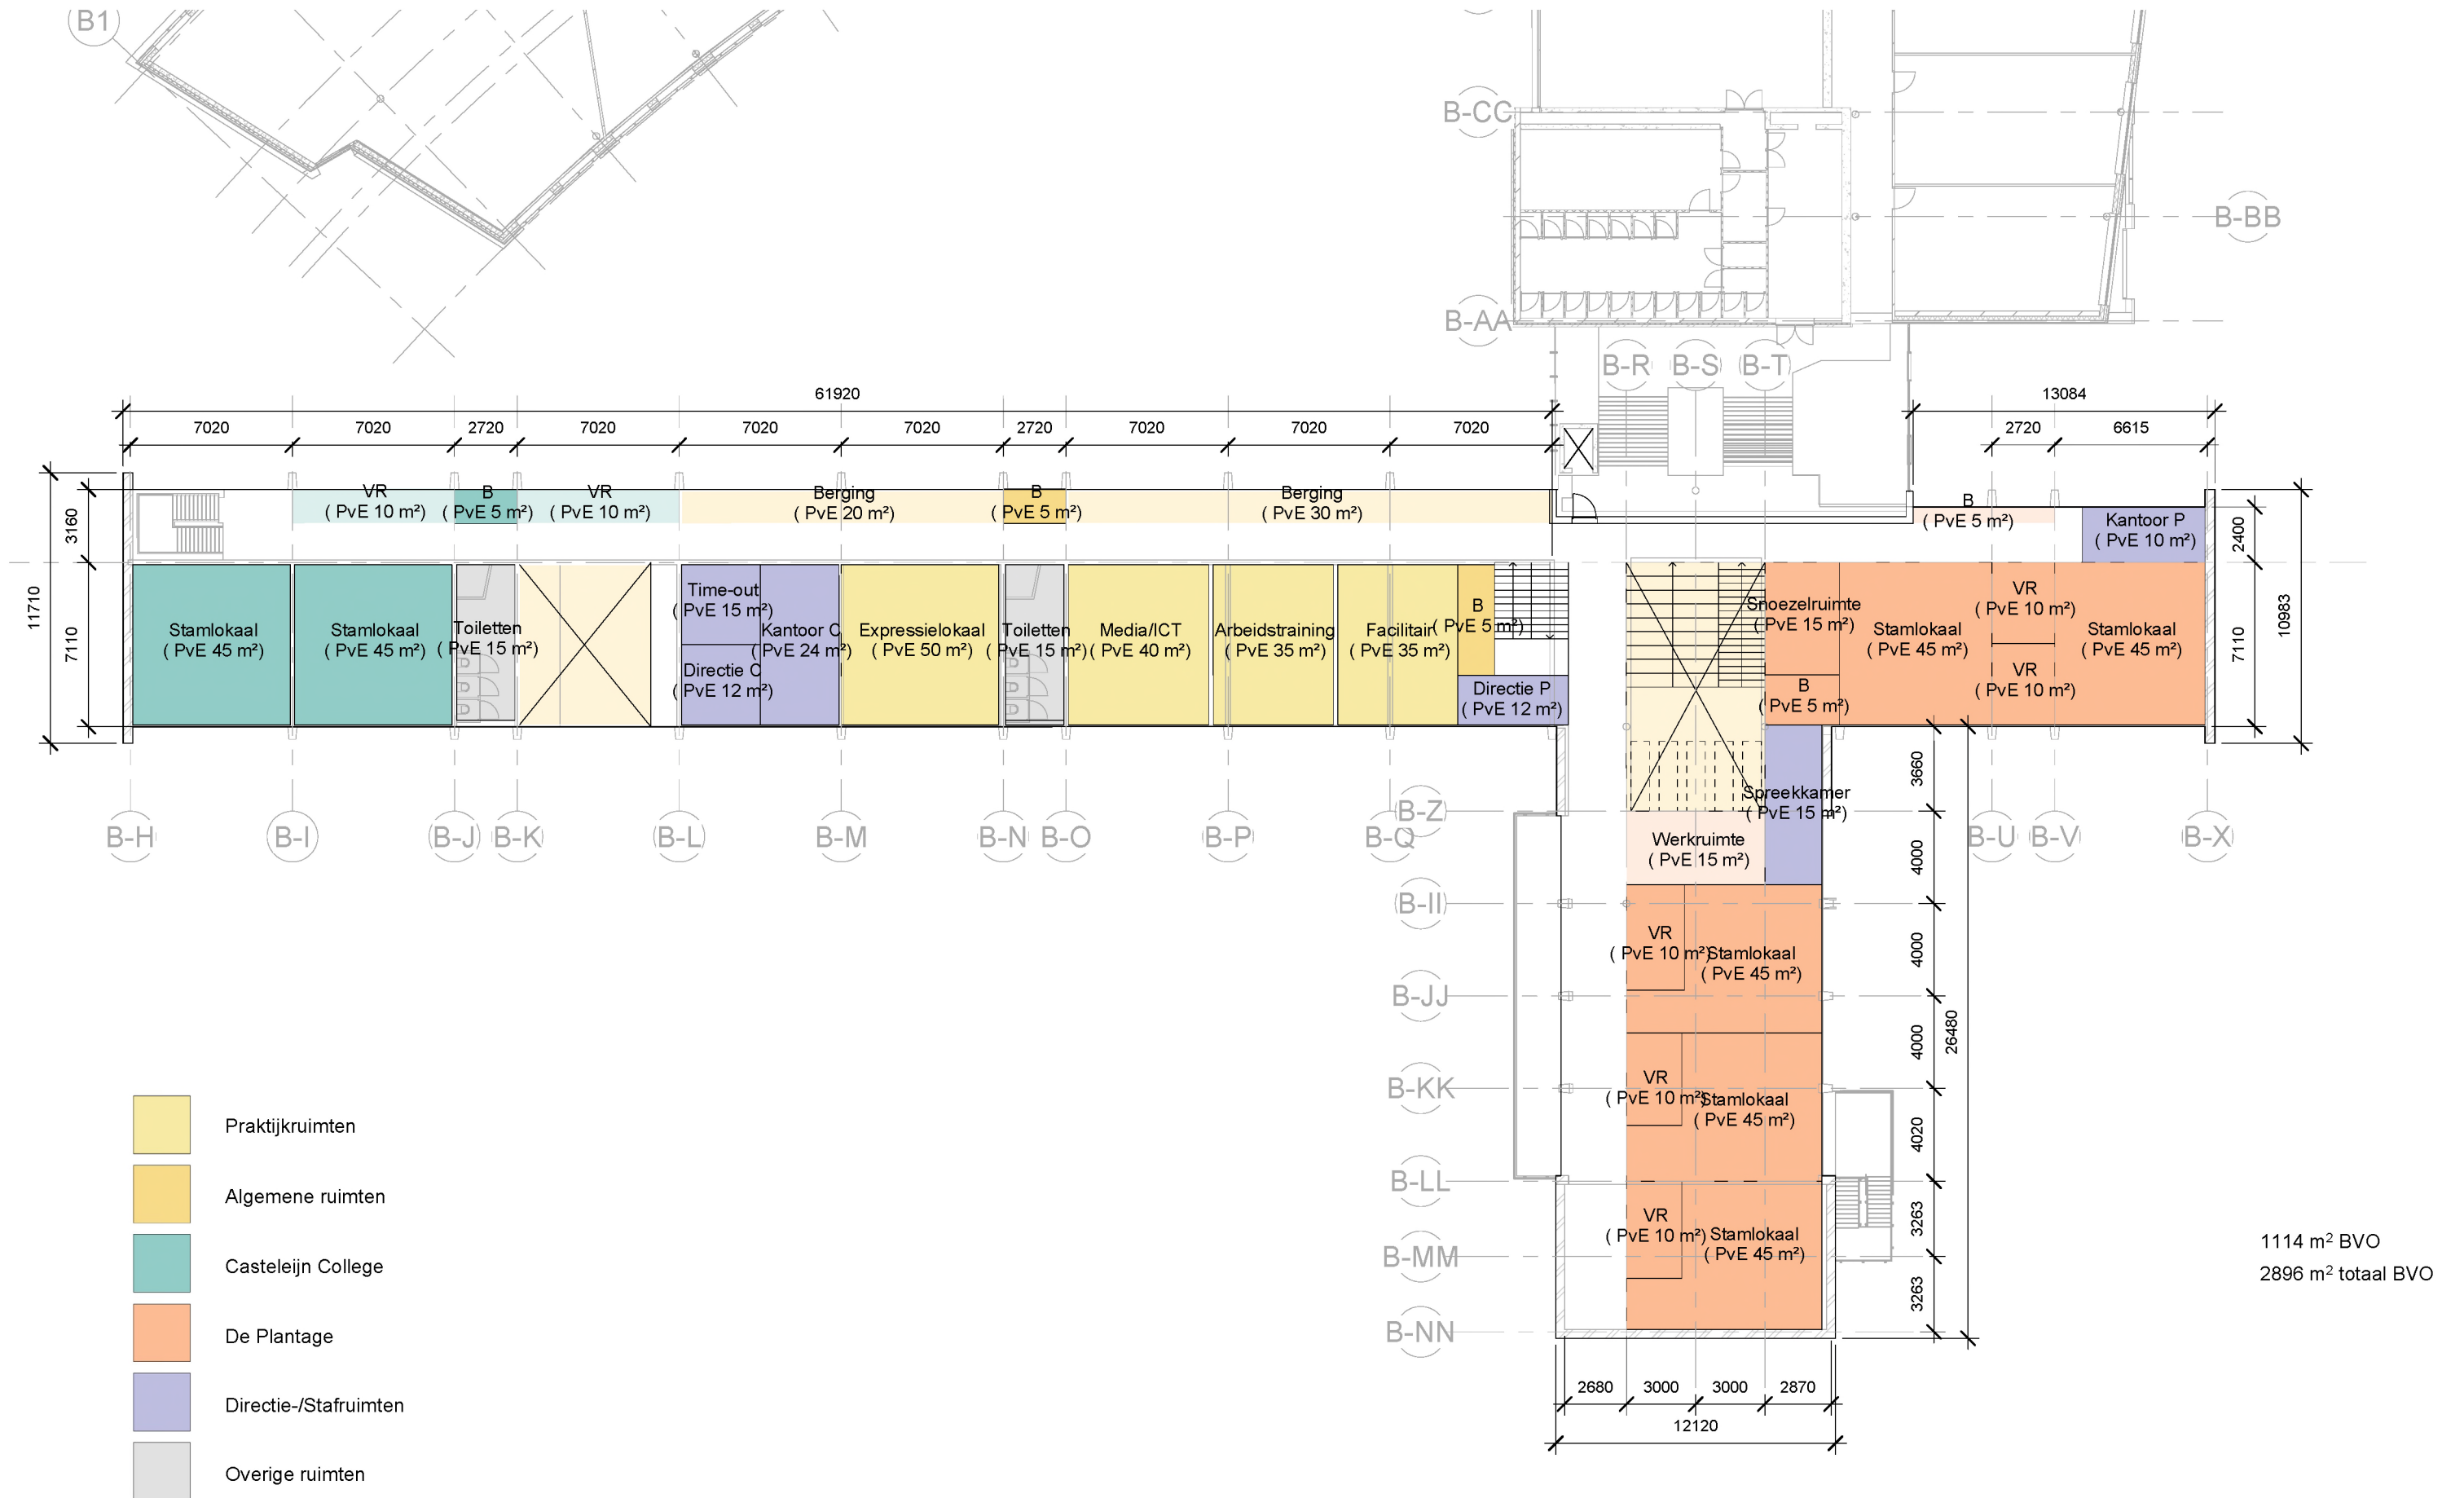 B1
B-CC
B-BB
B-AA
B-R
B-S
B-T
61920
13084
7020
7020
2720
7020
7020
7020
2720
7020
7020
7020
2720
6615
11710
3160
7110
VR
( PvE 10 m²)
B
( PvE 5 m²)
VR
( PvE 10 m²)
Berging
( PvE 20 m²)
B
( PvE 5 m²)
Berging
( PvE 30 m²)
B
( PvE 5 m²)
Kantoor P
( PvE 10 m²)
2400
7110
10983
Stamlokaal
( PvE 45 m²)
Stamlokaal
( PvE 45 m²)
Toiletten
( PvE 15 m²)
Time-out
( PvE 15 m²)
Directie C
( PvE 12 m²)
Kantoor C
( PvE 24 m²)
Expressielokaal
( PvE 50 m²)
Toiletten
( PvE 15 m²)
Media/ICT
( PvE 40 m²)
Arbeidstraining
( PvE 35 m²)
Facilitair
( PvE 35 m²)
B
( PvE 5 m²)
Directie P
( PvE 12 m²)
Snoezelruimte
( PvE 15 m²)
B
( PvE 5 m²)
Stamlokaal
( PvE 45 m²)
VR
( PvE 10 m²)
VR
( PvE 10 m²)
Stamlokaal
( PvE 45 m²)
B-H
B-I
B-J
B-K
B-L
B-M
B-N
B-O
B-P
B-Q
B-Z
B-U
B-V
B-X
Spreekkamer
( PvE 15 m²)
Werkruimte
( PvE 15 m²)
B-II
B-JJ
B-KK
B-LL
B-MM
B-NN
VR
( PvE 10 m²)
Stamlokaal
( PvE 45 m²)
VR
( PvE 10 m²)
Stamlokaal
( PvE 45 m²)
VR
( PvE 10 m²)
Stamlokaal
( PvE 45 m²)
3660
4000
4000
4000
4020
3263
3263
26480
2680
3000
3000
2870
12120
Praktijkruimten
Algemene ruimten
Casteleijn College
De Plantage
Directie-/Stafruimten
Overige ruimten
1114 m² BVO
2896 m² totaal BVO